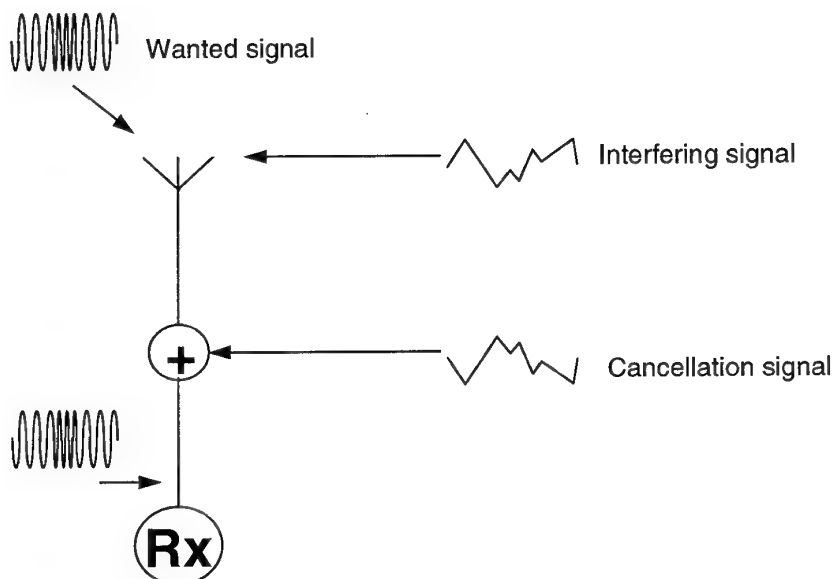 Wanted signal
Interfering signal
+
Cancellation signal
Rx